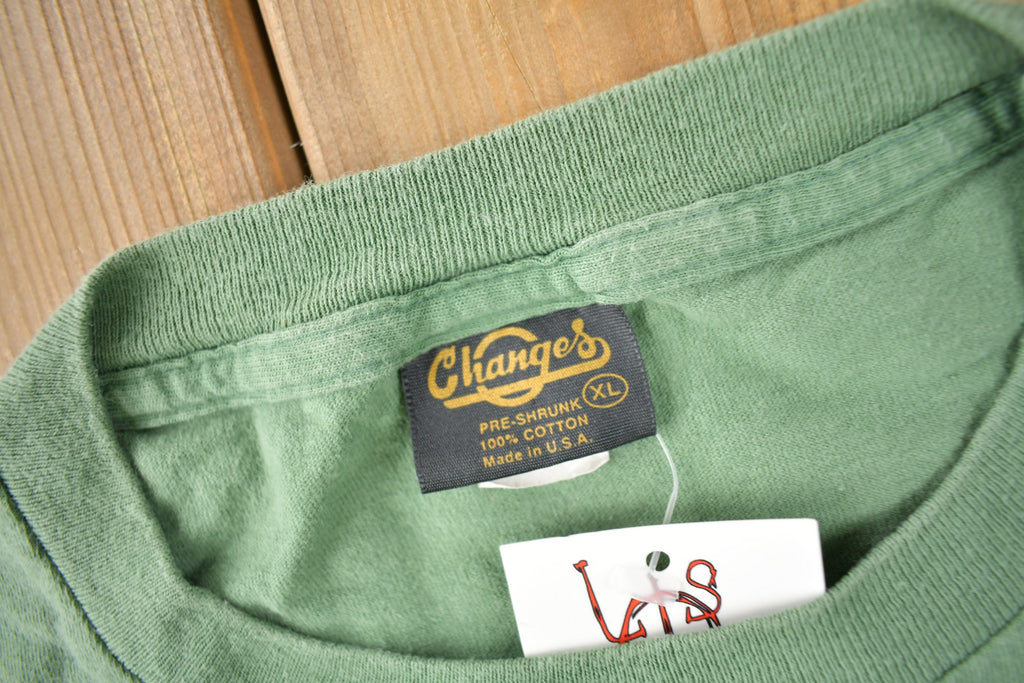 Changes
XL
PRE-SHRUNK
100% COTTON
Made in U.S.A.